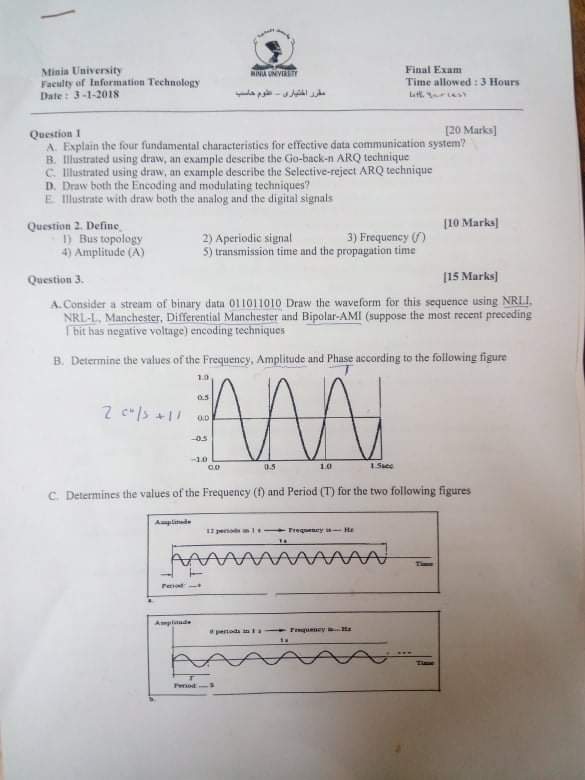 MINIA UNIVERSITY
Minia University
Faculty of Information Technology
Date : 3 -1-2018
مقرر اختيارى – علوم حاسب
Final Exam
Time allowed : 3 Hours
Question 1 [20 Marks]
A. Explain the four fundamental characteristics for effective data communication system?
B. Illustrated using draw, an example describe the Go-back-n ARQ technique
C. Illustrated using draw, an example describe the Selective-reject ARQ technique
D. Draw both the Encoding and modulating techniques?
E. Illustrate with draw both the analog and the digital signals
Question 2. Define [10 Marks]
1) Bus topology 2) Aperiodic signal 3) Frequency (f)
4) Amplitude (A) 5) transmission time and the propagation time
Question 3. [15 Marks]
A. Consider a stream of binary data 011011010 Draw the waveform for this sequence using NRLI,
NRL-L, Manchester, Differential Manchester and Bipolar-AMI (suppose the most recent preceding
1 bit has negative voltage) encoding techniques
B. Determine the values of the Frequency, Amplitude and Phase according to the following figure
1.0
0.5
0.0
–0.5
–1.0
0.0 0.5 1.0 1.5sec
C. Determines the values of the Frequency (f) and Period (T) for the two following figures
Amplitude
12 periods in 1 s Frequency is--- Hz
1 s
Time
Period: ---s
a.
Amplitude
6 periods in 1 s Frequency is--- Hz
1 s
Time
T
Period: --- S
b.